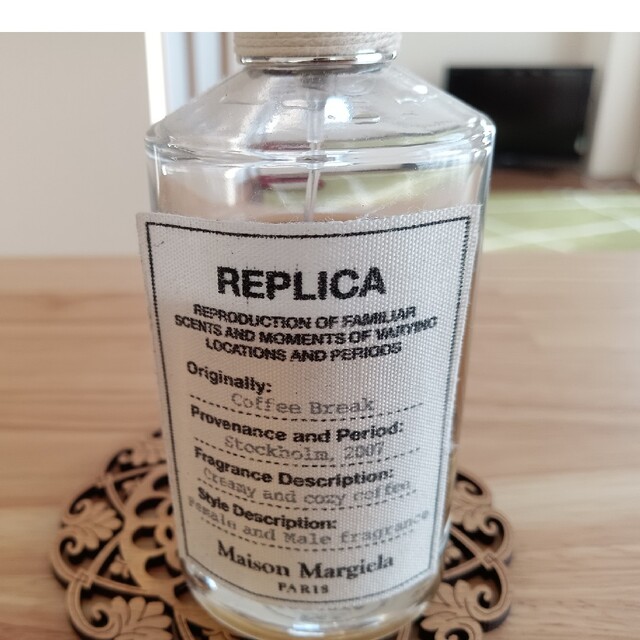 REPLICA
REPRODUCTION OF FAMILIAR
SCENTS AND MOMENTS OF VARYING
LOCATIONS AND PERIODS
Originally:
Coffee Break
Provenance and Period:
Stockholm, 2007
Fragrance Description:
Creamy and cozy coffee
Style Description:
Female and Male fragrance
Maison Margiela
PARIS